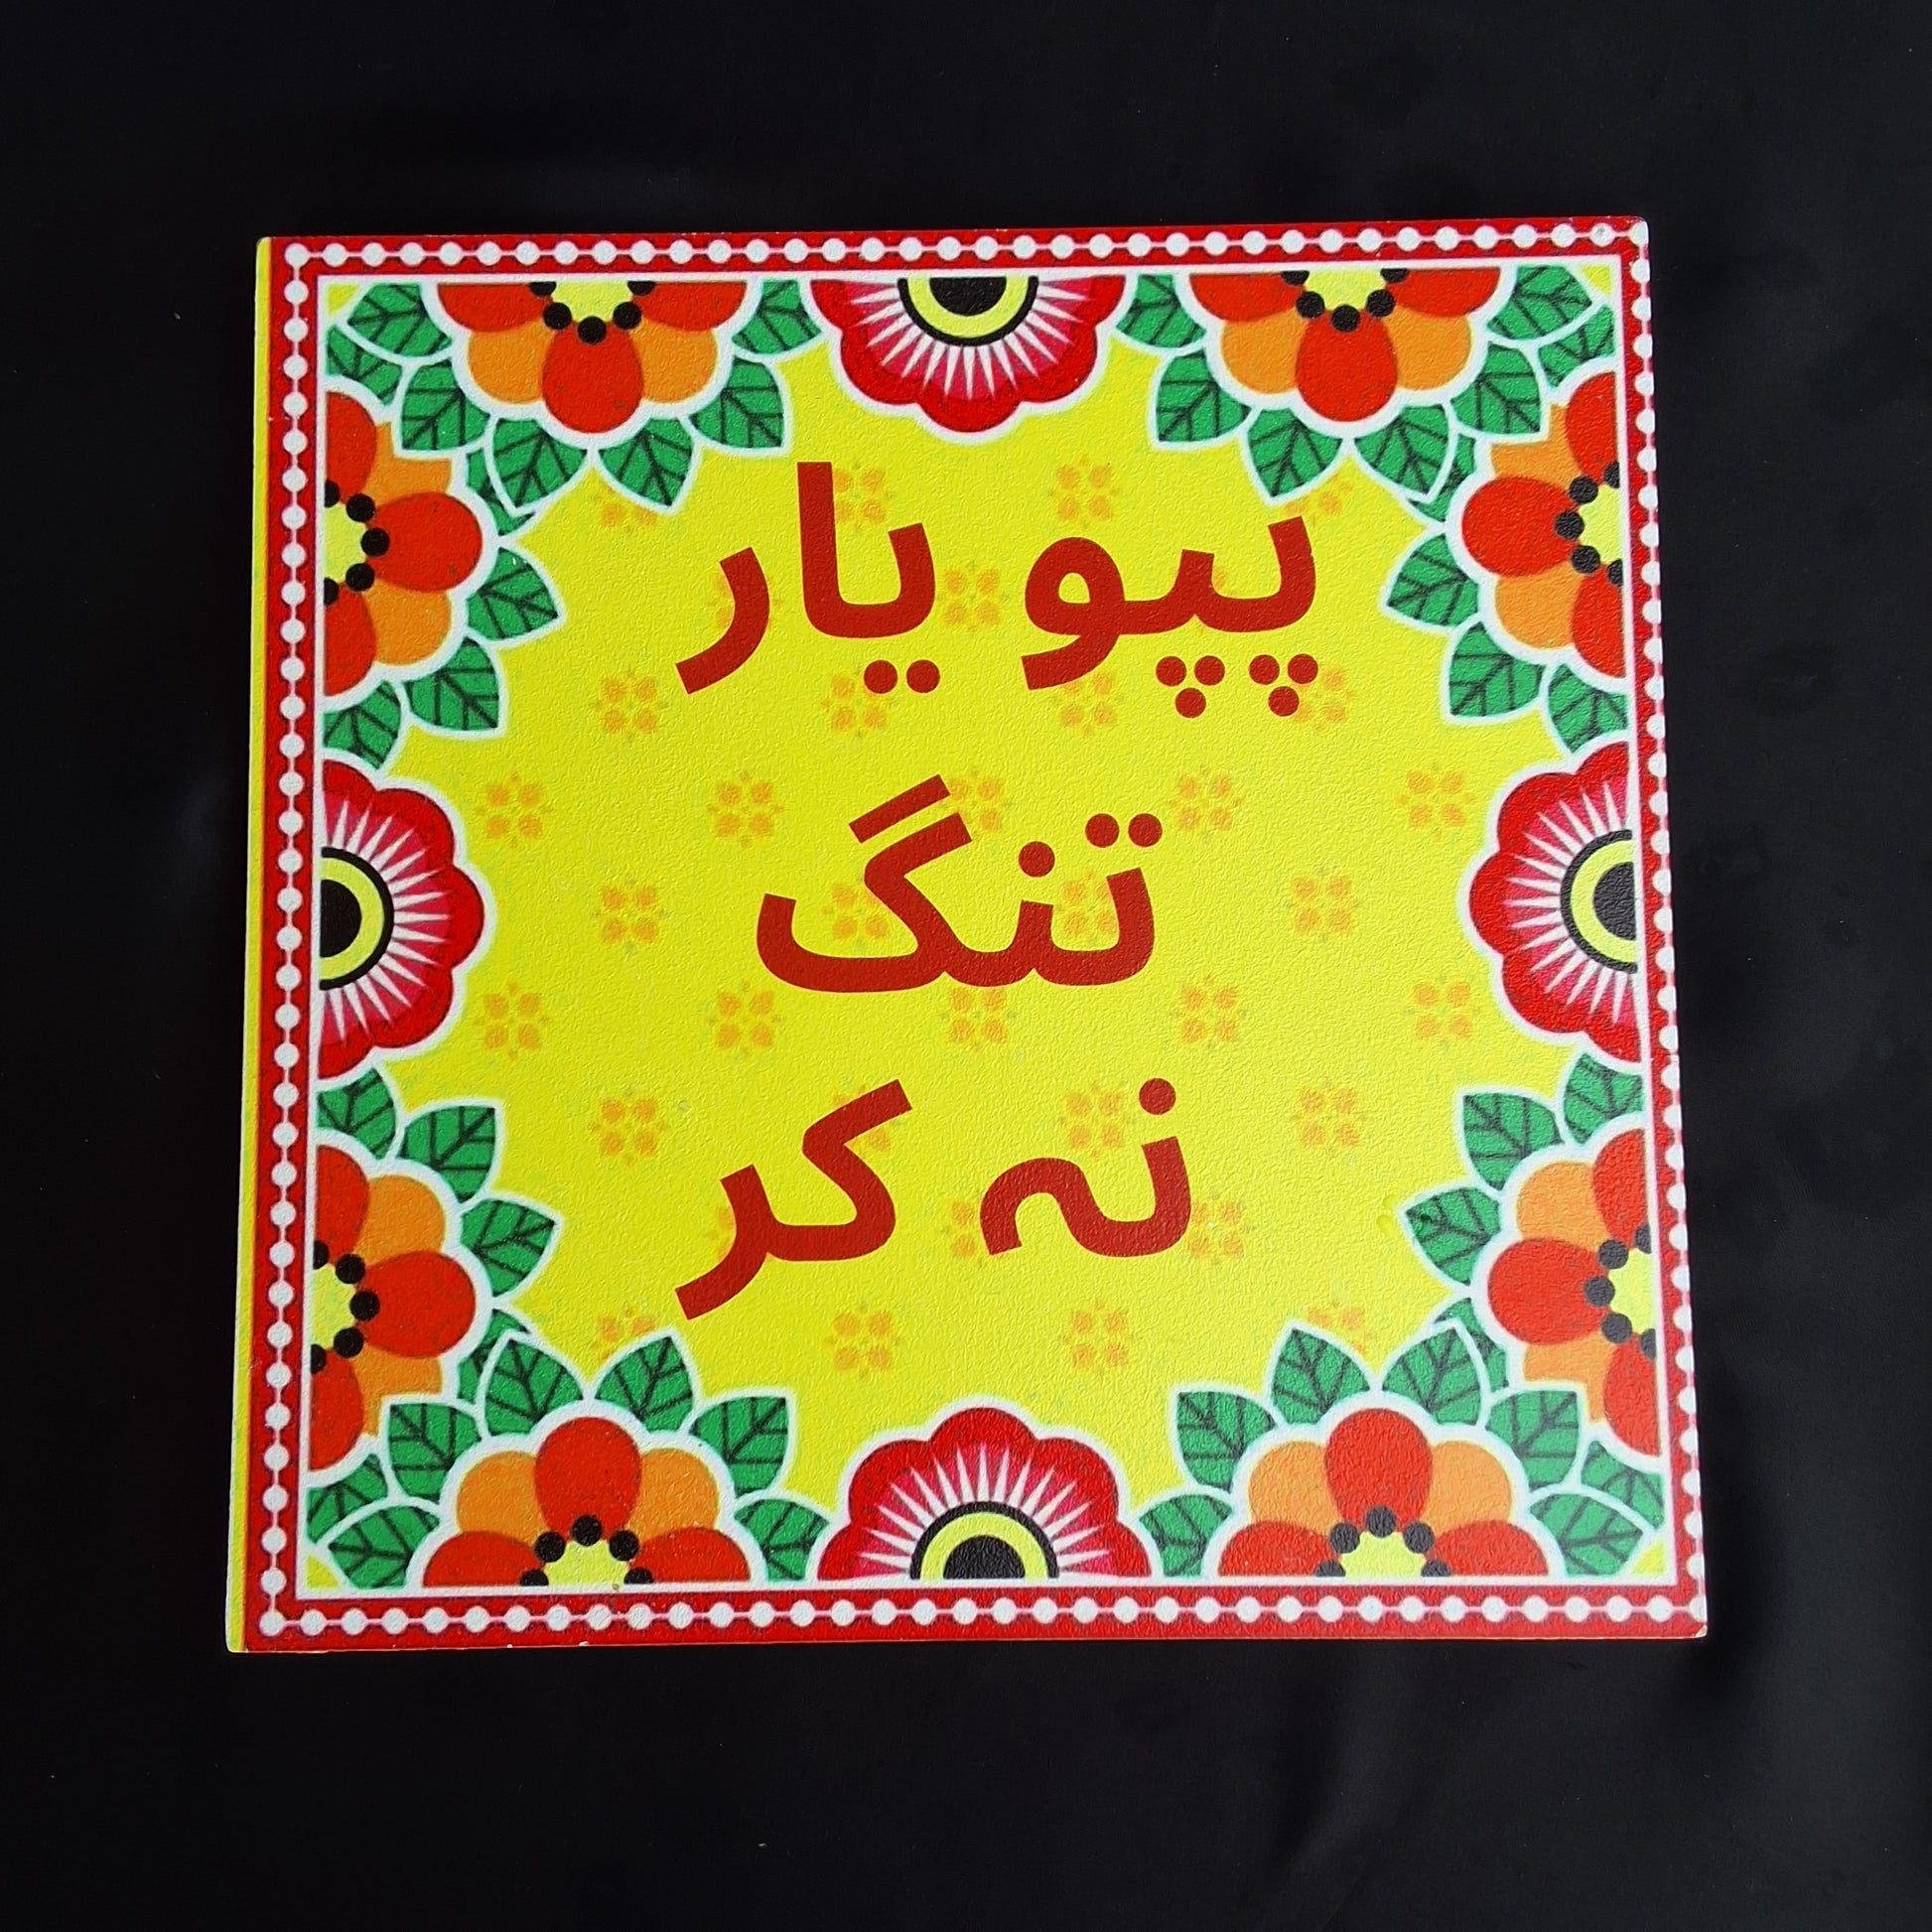 پپو یار
تنگ
نہ کر